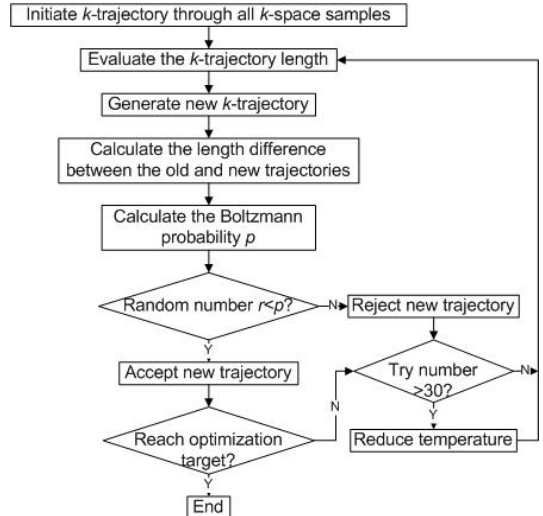 Initiate k-trajectory through all k-space samples
Evaluate the k-trajectory length
Generate new k-trajectory
Calculate the length difference
between the old and new trajectories
Calculate the Boltzmann
probability p
Random number r<p?
N
Reject new trajectory
Y
Accept new trajectory
Try number
>30?
N
N
Y
Reach optimization
target?
Reduce temperature
Y
End